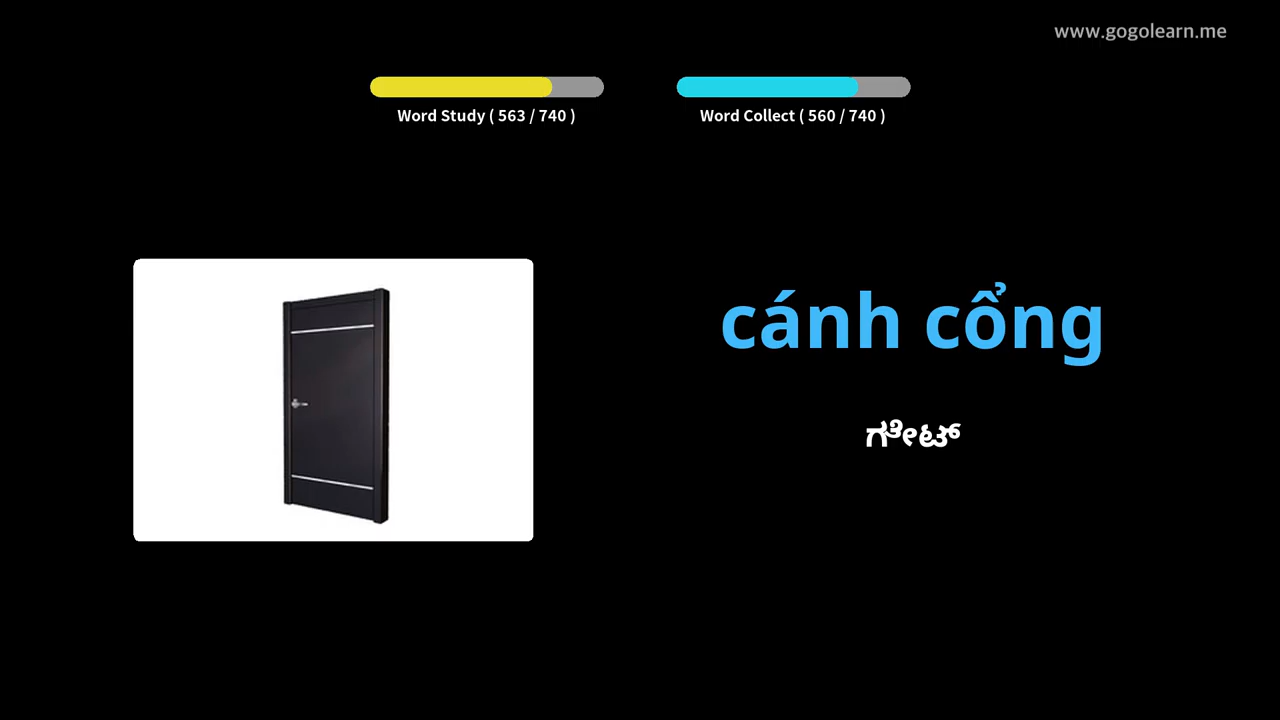 www.gogolearn.me
Word Study ( 563 / 740 )
Word Collect ( 560 / 740 )
cánh cổng
ಗೇಟ್